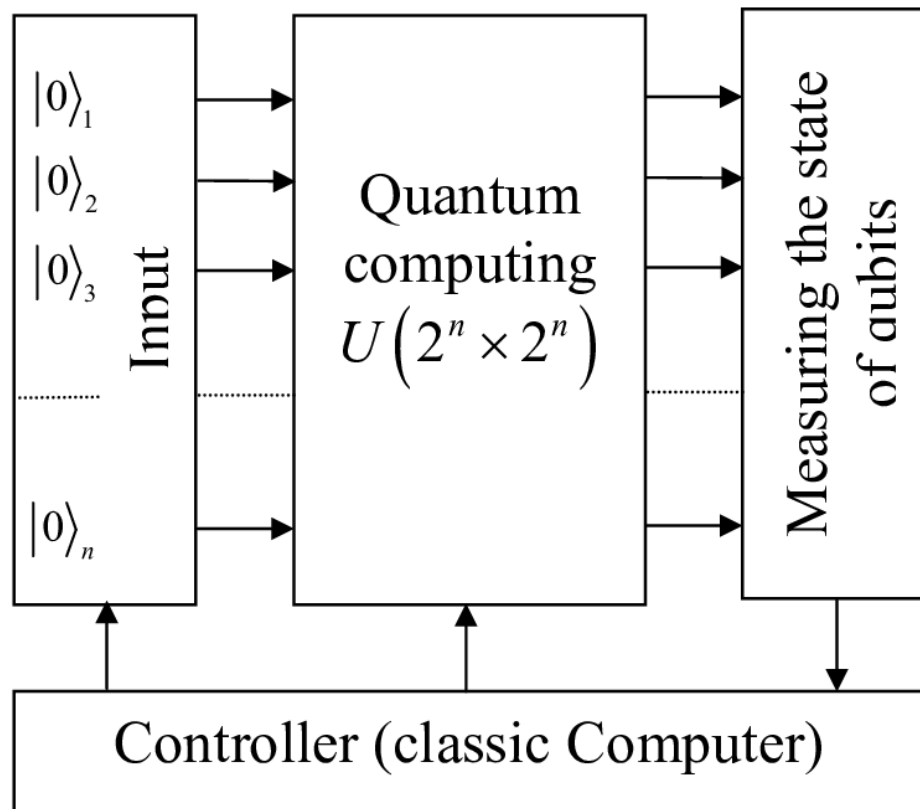 |0⟩₁
|0⟩₂
|0⟩₃
|0⟩ₙ
Input
Quantum
computing
U(2ⁿ × 2ⁿ)
Measuring the state
of qubits
Controller (classic Computer)